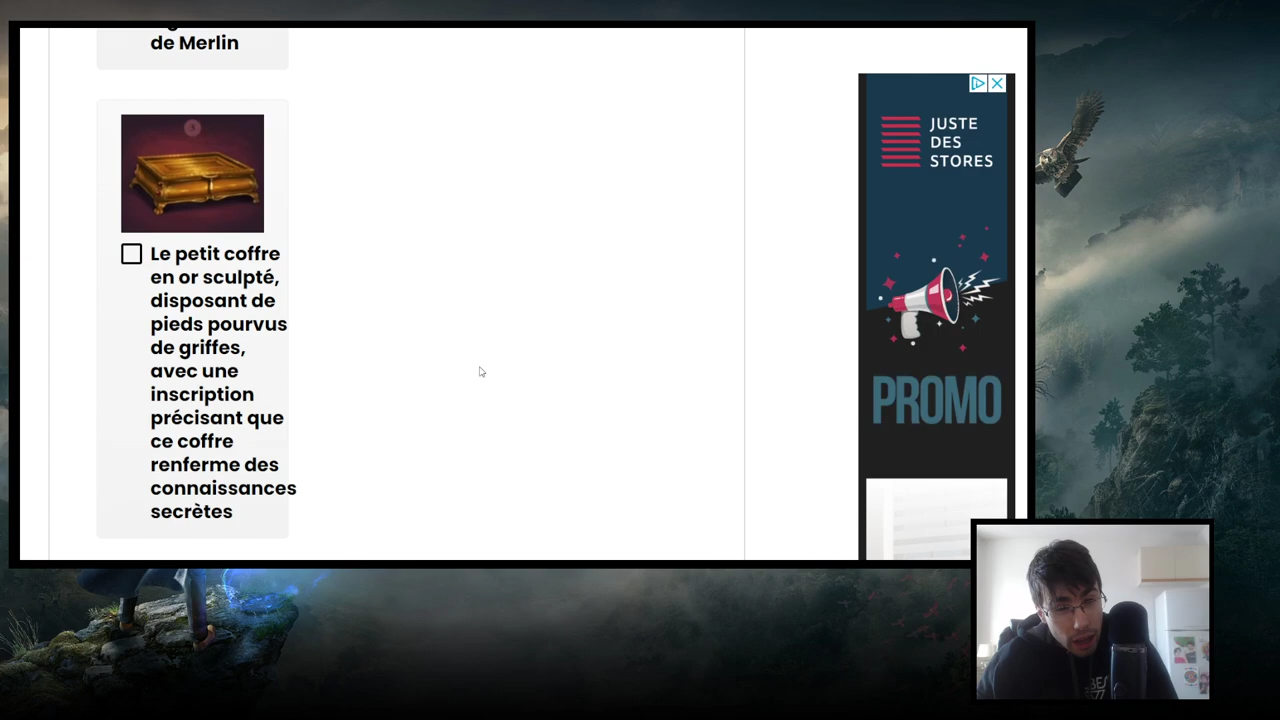 de Merlin
Le petit coffre
en or sculpté,
disposant de
pieds pourvus
de griffes,
avec une
inscription
précisant que
ce coffre
renferme des
connaissances
secrètes
JUSTE
DES
STORES
PROMO